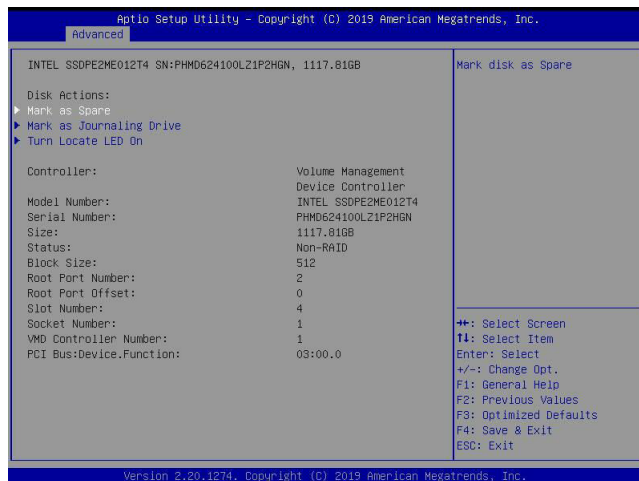 Aptio Setup Utility – Copyright (C) 2019 American Megatrends, Inc.
Advanced
INTEL SSDPE2ME012T4 SN:PHMD624100LZ1P2HGN, 1117.81GB
Disk Actions:
▶ Mark as Spare
▶ Mark as Journaling Drive
▶ Turn Locate LED On
Controller: Volume Management
Device Controller
Model Number: INTEL SSDPE2ME012T4
Serial Number: PHMD624100LZ1P2HGN
Size: 1117.81GB
Status: Non-RAID
Block Size: 512
Root Port Number: 2
Root Port Offset: 0
Slot Number: 4
Socket Number: 1
VMD Controller Number: 1
PCI Bus:Device.Function: 03:00.0
Mark disk as Spare
→←: Select Screen
↑↓: Select Item
Enter: Select
+/-: Change Opt.
F1: General Help
F2: Previous Values
F3: Optimized Defaults
F4: Save & Exit
ESC: Exit
Version 2.20.1274. Copyright (C) 2019 American Megatrends, Inc.